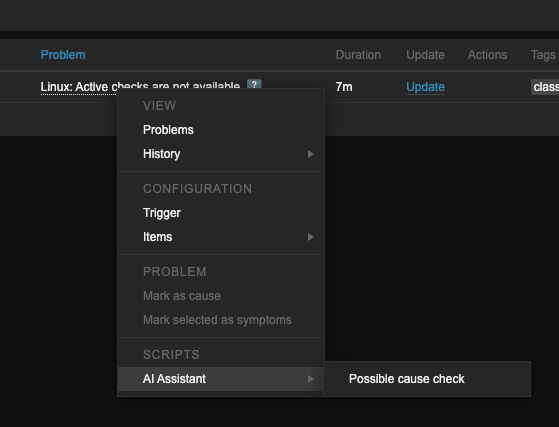 Problem Duration Update Actions Tags
Linux: Active checks are not available ? 7m Update class
VIEW
Problems
History
CONFIGURATION
Trigger
Items
PROBLEM
Mark as cause
Mark selected as symptoms
SCRIPTS
AI Assistant Possible cause check